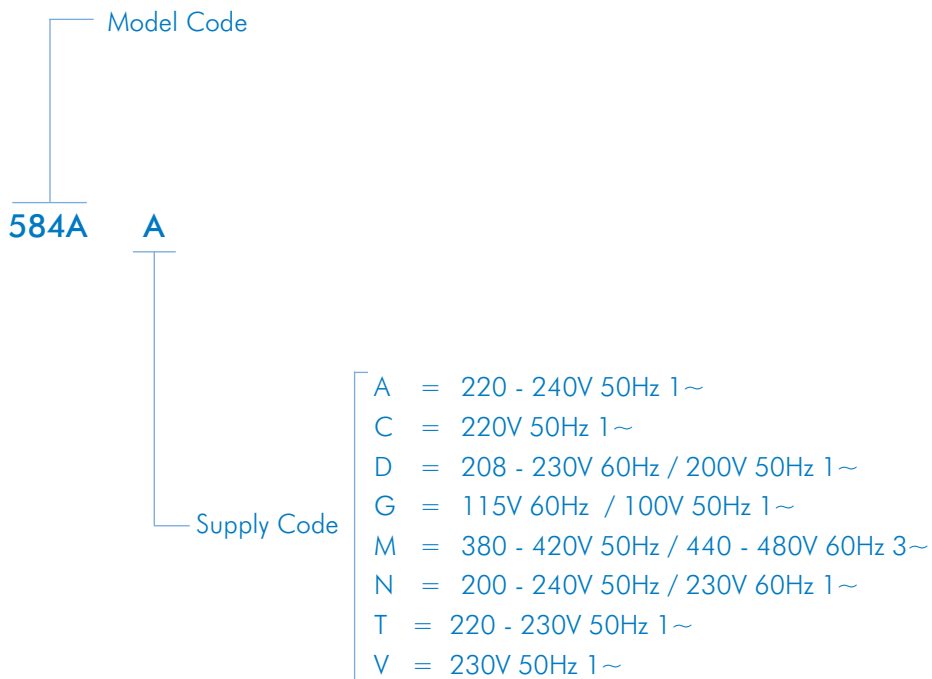 Model Code
584A A
A = 220 - 240V 50Hz 1~
C = 220V 50Hz 1~
D = 208 - 230V 60Hz / 200V 50Hz 1~
G = 115V 60Hz / 100V 50Hz 1~
Supply Code
M = 380 - 420V 50Hz / 440 - 480V 60Hz 3~
N = 200 - 240V 50Hz / 230V 60Hz 1~
T = 220 - 230V 50Hz 1~
V = 230V 50Hz 1~